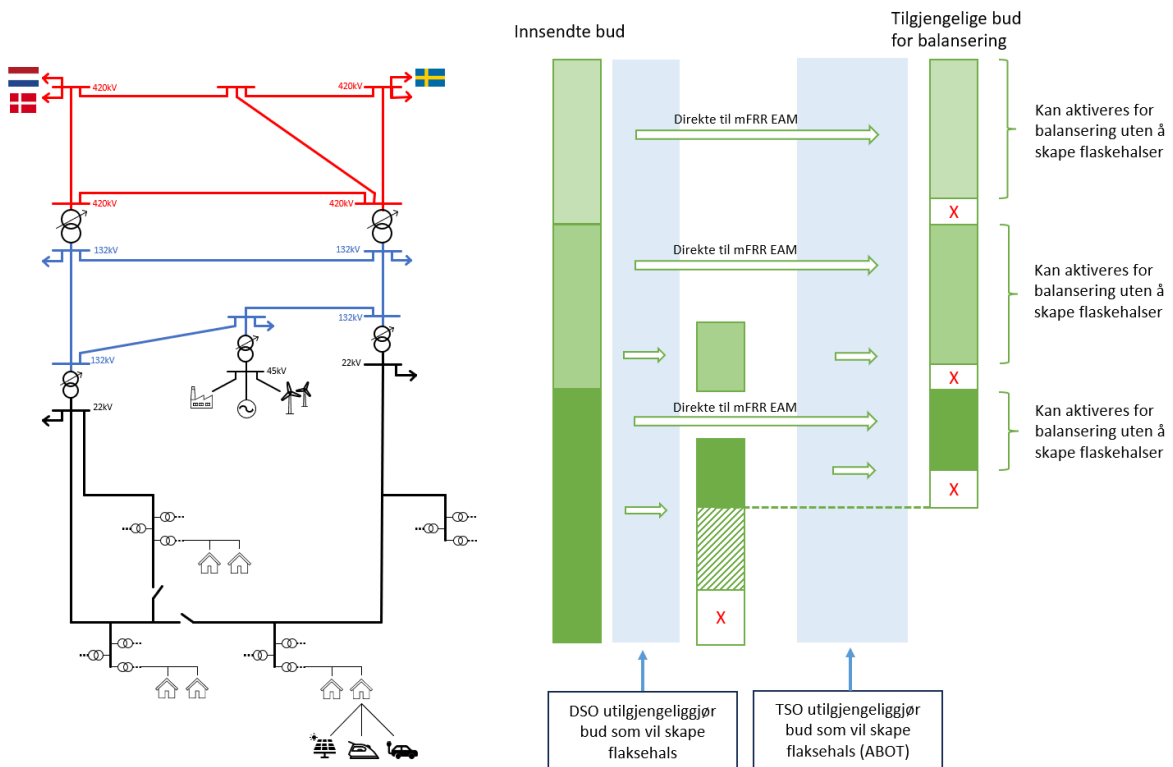 Innsendte bud
Tilgjengelige bud
for balansering
420kV
420kV
420kV
420kV
132kV
132kV
132kV
132kV
45kV
22kV
22kV
Direkte til mFRR EAM
Direkte til mFRR EAM
Direkte til mFRR EAM
X
X
X
X
Kan aktiveres for
balansering uten å
skape flaskehalser
Kan aktiveres for
balansering uten å
skape flaskehalser
Kan aktiveres for
balansering uten å
skape flaskehalser
DSO utilgjengeliggjør
bud som vil skape
flaksehals
TSO utilgjengeliggjør
bud som vil skape
flaksehals (ABOT)